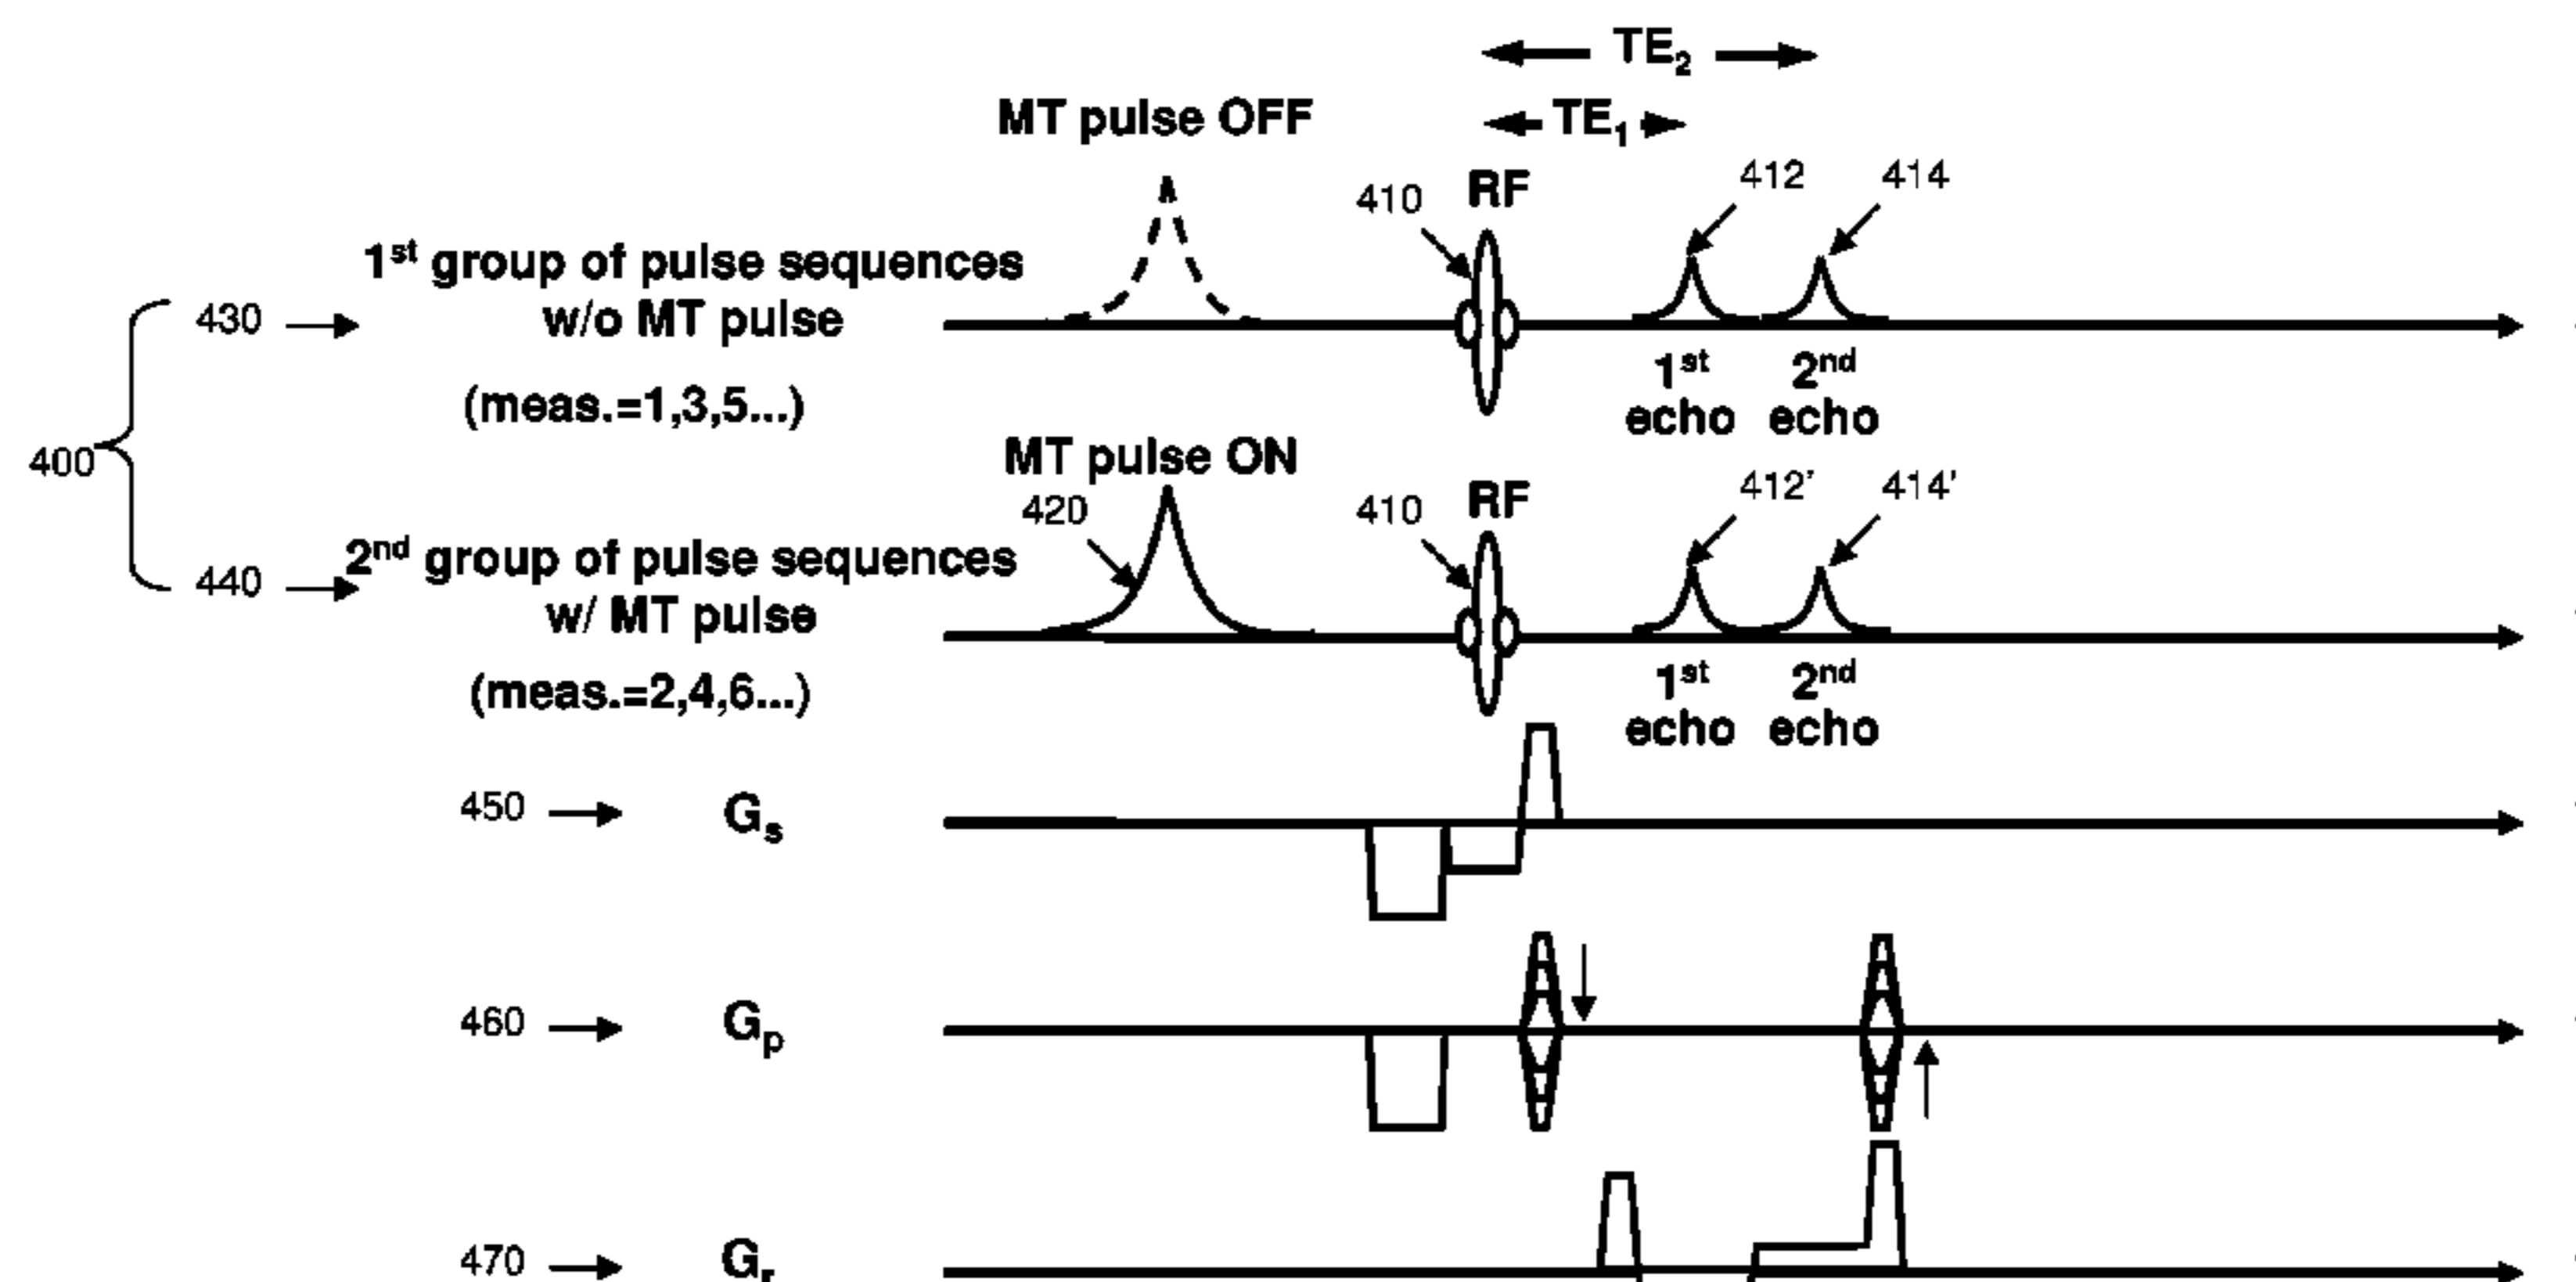 TE2
TE1
MT pulse OFF
410
RF
412
414
430
1st group of pulse sequences
w/o MT pulse
(meas.=1,3,5...)
1st
echo
2nd
echo
400
MT pulse ON
420
410
RF
412'
414'
440
2nd group of pulse sequences
w/ MT pulse
(meas.=2,4,6...)
1st
echo
2nd
echo
450
Gs
460
Gp
470
Gr